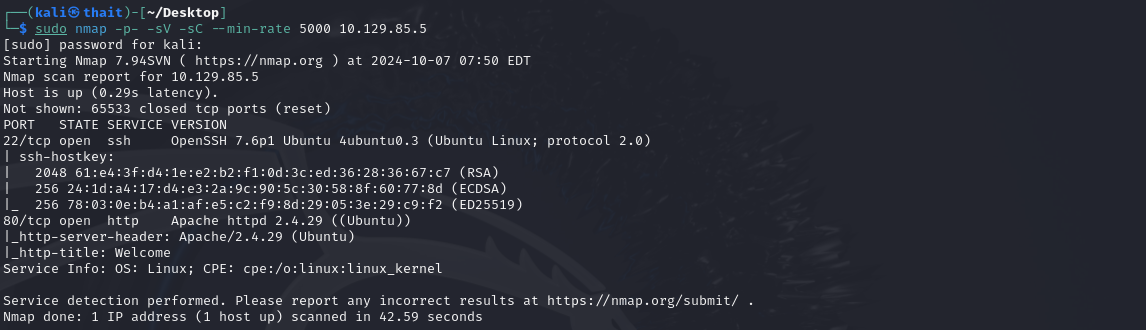 ┌──(kali㉿thait)-[~/Desktop]
└─$ sudo nmap -p- -sV -sC --min-rate 5000 10.129.85.5
[sudo] password for kali:
Starting Nmap 7.94SVN ( https://nmap.org ) at 2024-10-07 07:50 EDT
Nmap scan report for 10.129.85.5
Host is up (0.29s latency).
Not shown: 65533 closed tcp ports (reset)
PORT   STATE SERVICE VERSION
22/tcp open  ssh     OpenSSH 7.6p1 Ubuntu 4ubuntu0.3 (Ubuntu Linux; protocol 2.0)
| ssh-hostkey:
|   2048 61:e4:3f:d4:1e:e2:b2:f1:0d:3c:ed:36:28:36:67:c7 (RSA)
|   256 24:1d:a4:17:d4:e3:2a:9c:90:5c:30:58:8f:60:77:8d (ECDSA)
|_  256 78:03:0e:b4:a1:af:e5:c2:f9:8d:29:05:3e:29:c9:f2 (ED25519)
80/tcp open  http    Apache httpd 2.4.29 ((Ubuntu))
|_http-server-header: Apache/2.4.29 (Ubuntu)
|_http-title: Welcome
Service Info: OS: Linux; CPE: cpe:/o:linux:linux_kernel

Service detection performed. Please report any incorrect results at https://nmap.org/submit/ .
Nmap done: 1 IP address (1 host up) scanned in 42.59 seconds